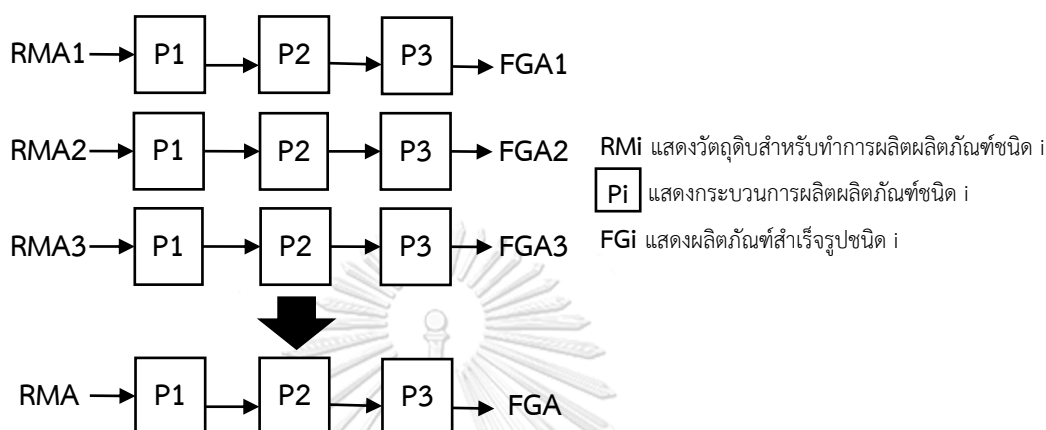 RMA1 P1 P2 P3 FGA1
RMA2 P1 P2 P3 FGA2
RMi แสดงวัตถุดิบสำหรับทำการผลิตผลิตภัณฑ์ชนิด i
Pi แสดงกระบวนการผลิตผลิตภัณฑ์ชนิด i
RMA3 P1 P2 P3 FGA3
FGi แสดงผลิตภัณฑ์สำเร็จรูปชนิด i
RMA P1 P2 P3 FGA